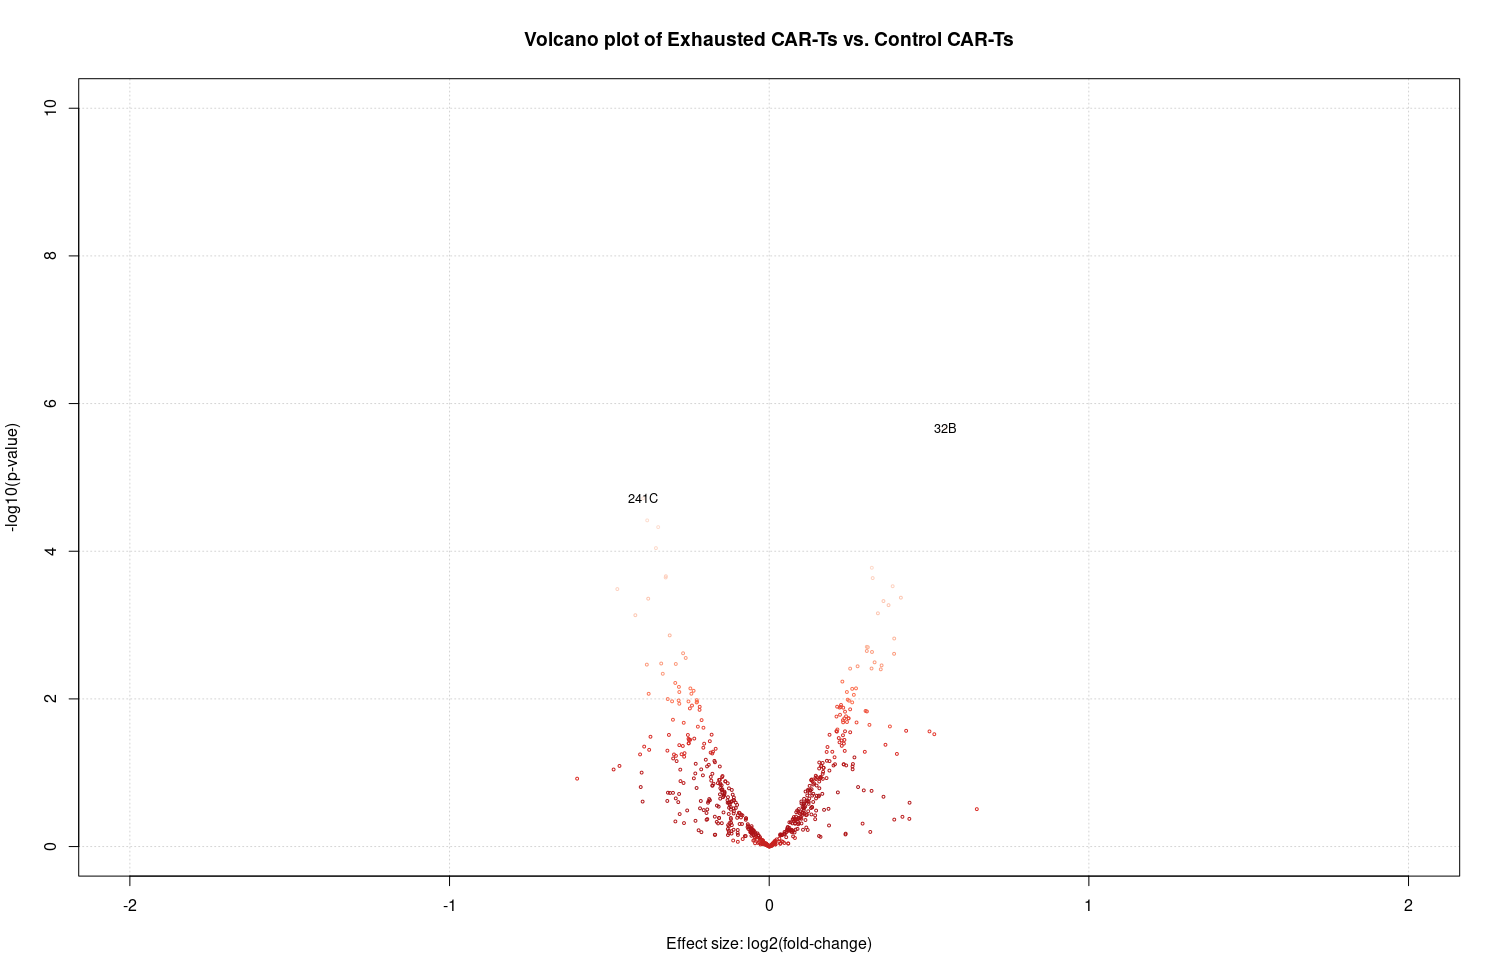 Volcano plot of Exhausted CAR-Ts vs. Control CAR-Ts
10
8
6
4
2
0
-log10(p-value)
32B
241C
-2 -1 0 1 2
Effect size: log2(fold-change)